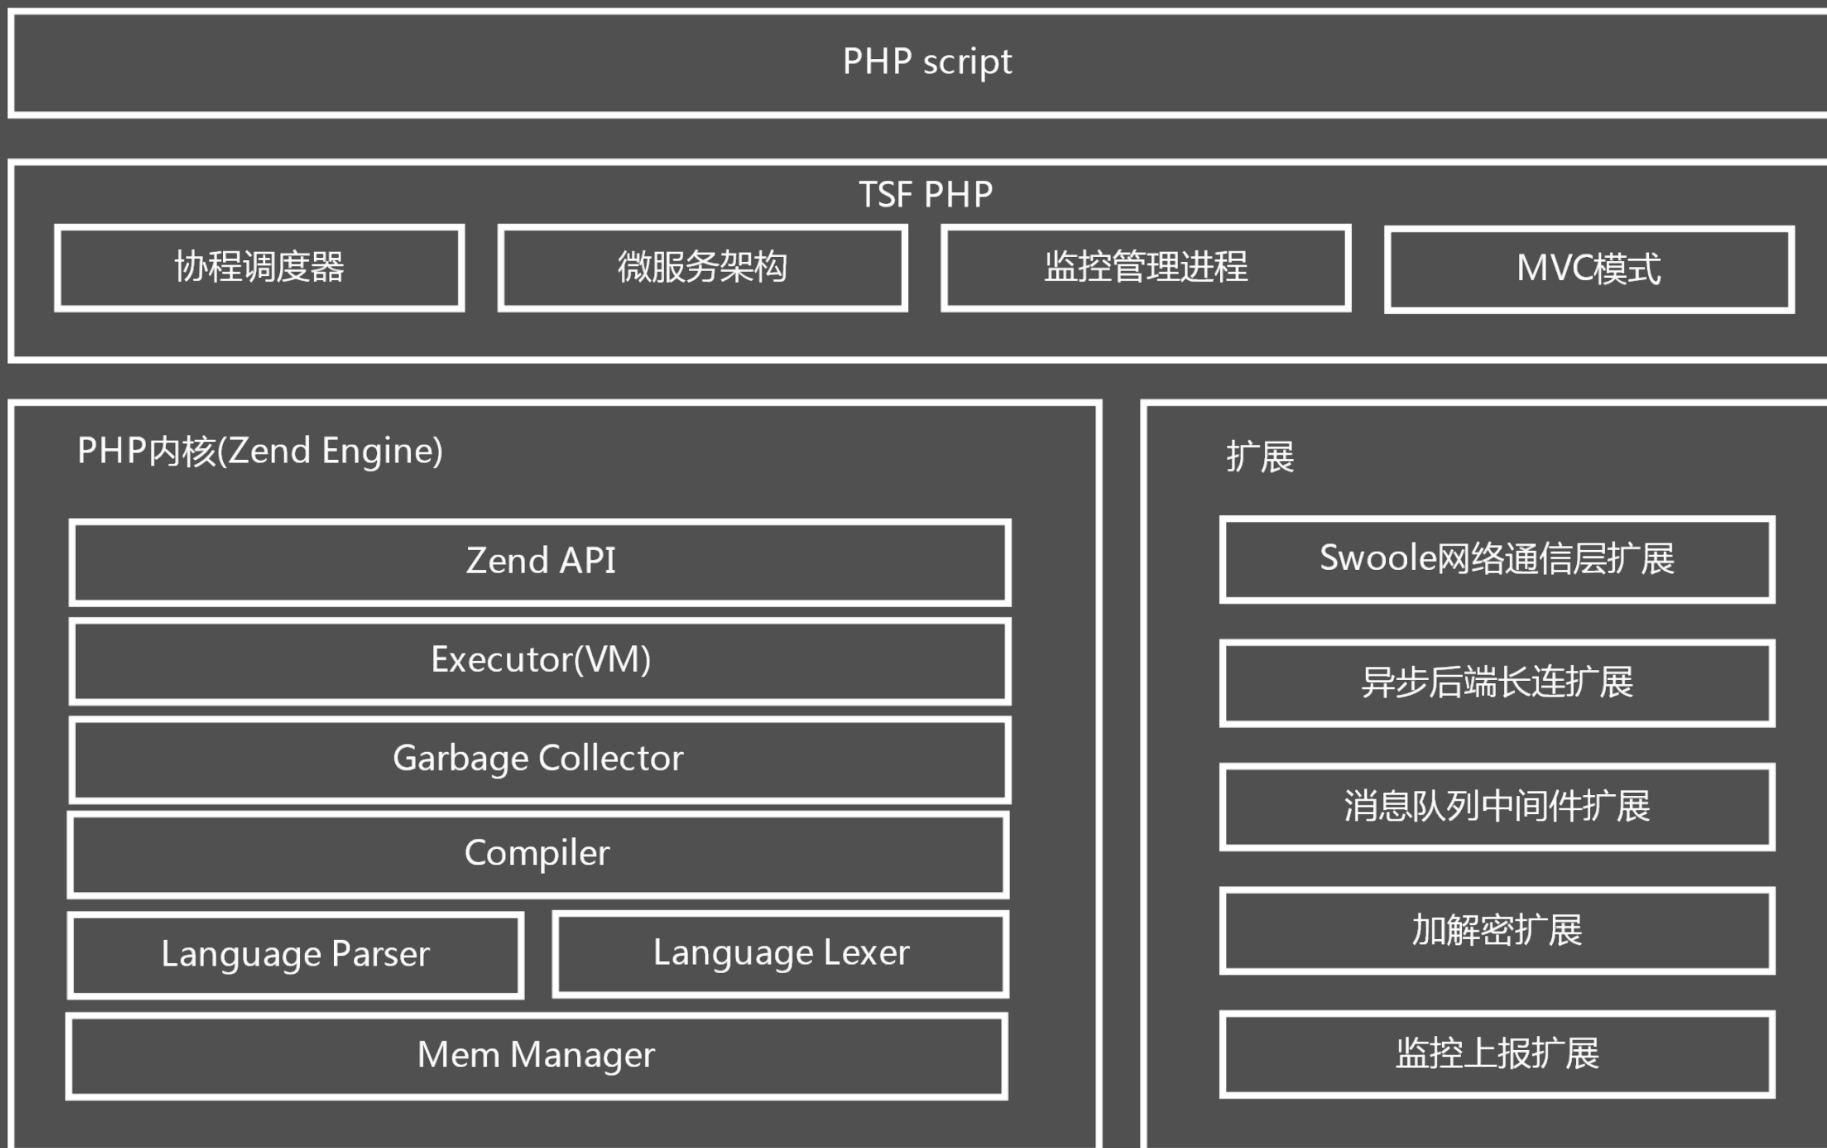 PHP script
TSF PHP
协程调度器
微服务架构
监控管理进程
MVC模式
PHP内核(Zend Engine)
Zend API
Executor(VM)
Garbage Collector
Compiler
Language Parser
Language Lexer
Mem Manager
扩展
Swoole网络通信层扩展
异步后端长连扩展
消息队列中间件扩展
加解密扩展
监控上报扩展